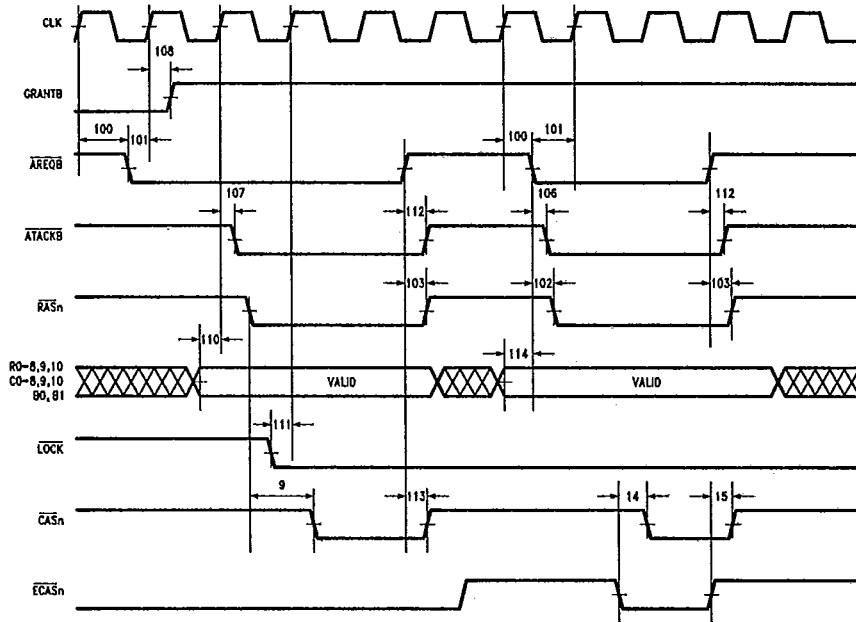 CLK
108
GRANTB
100 101 100 101
AREQB
107 112 106 112
ATACKB
103 102 103
RASn
110 114
R0-8,9,10
C0-8,9,10
B0,B1
VALID VALID
111
LOCK
9 113 14 15
CASn
ECASn